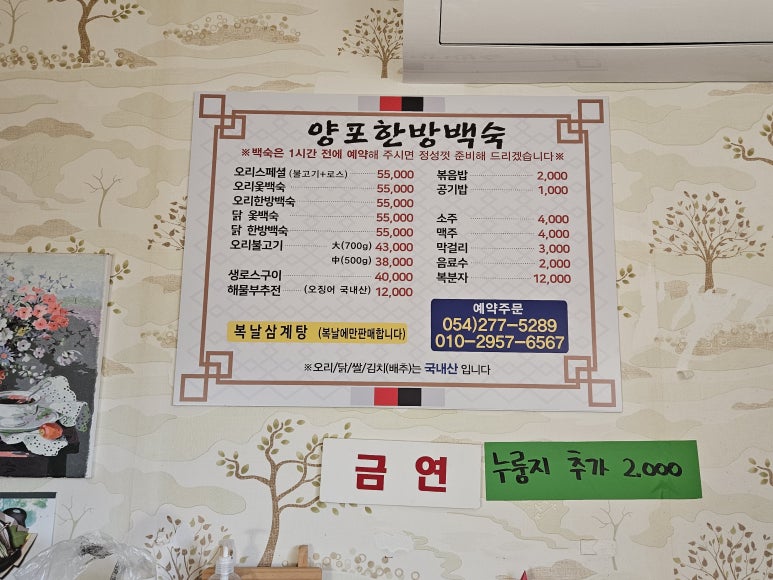 양포한방백숙
※백숙은 1시간 전에 예약해 주시면 정성껏 준비해 드리겠습니다※
오리스페셜 (불고기+로스) 55,000
오리옻백숙 55,000
오리한방백숙 55,000
닭 옻백숙 55,000
닭 한방백숙 55,000
오리불고기 大(700g) 43,000
中(500g) 38,000
생로스구이 40,000
해물부추전 (오징어 국내산) 12,000
볶음밥 2,000
공기밥 1,000
소주 4,000
맥주 4,000
막걸리 3,000
음료수 2,000
복분자 12,000
복날삼계탕 (복날에만판매합니다)
예약주문
054)277-5289
010-2957-6567
※오리/닭/쌀/김치(배추)는 국내산 입니다
금연
누룽지 추가 2.000